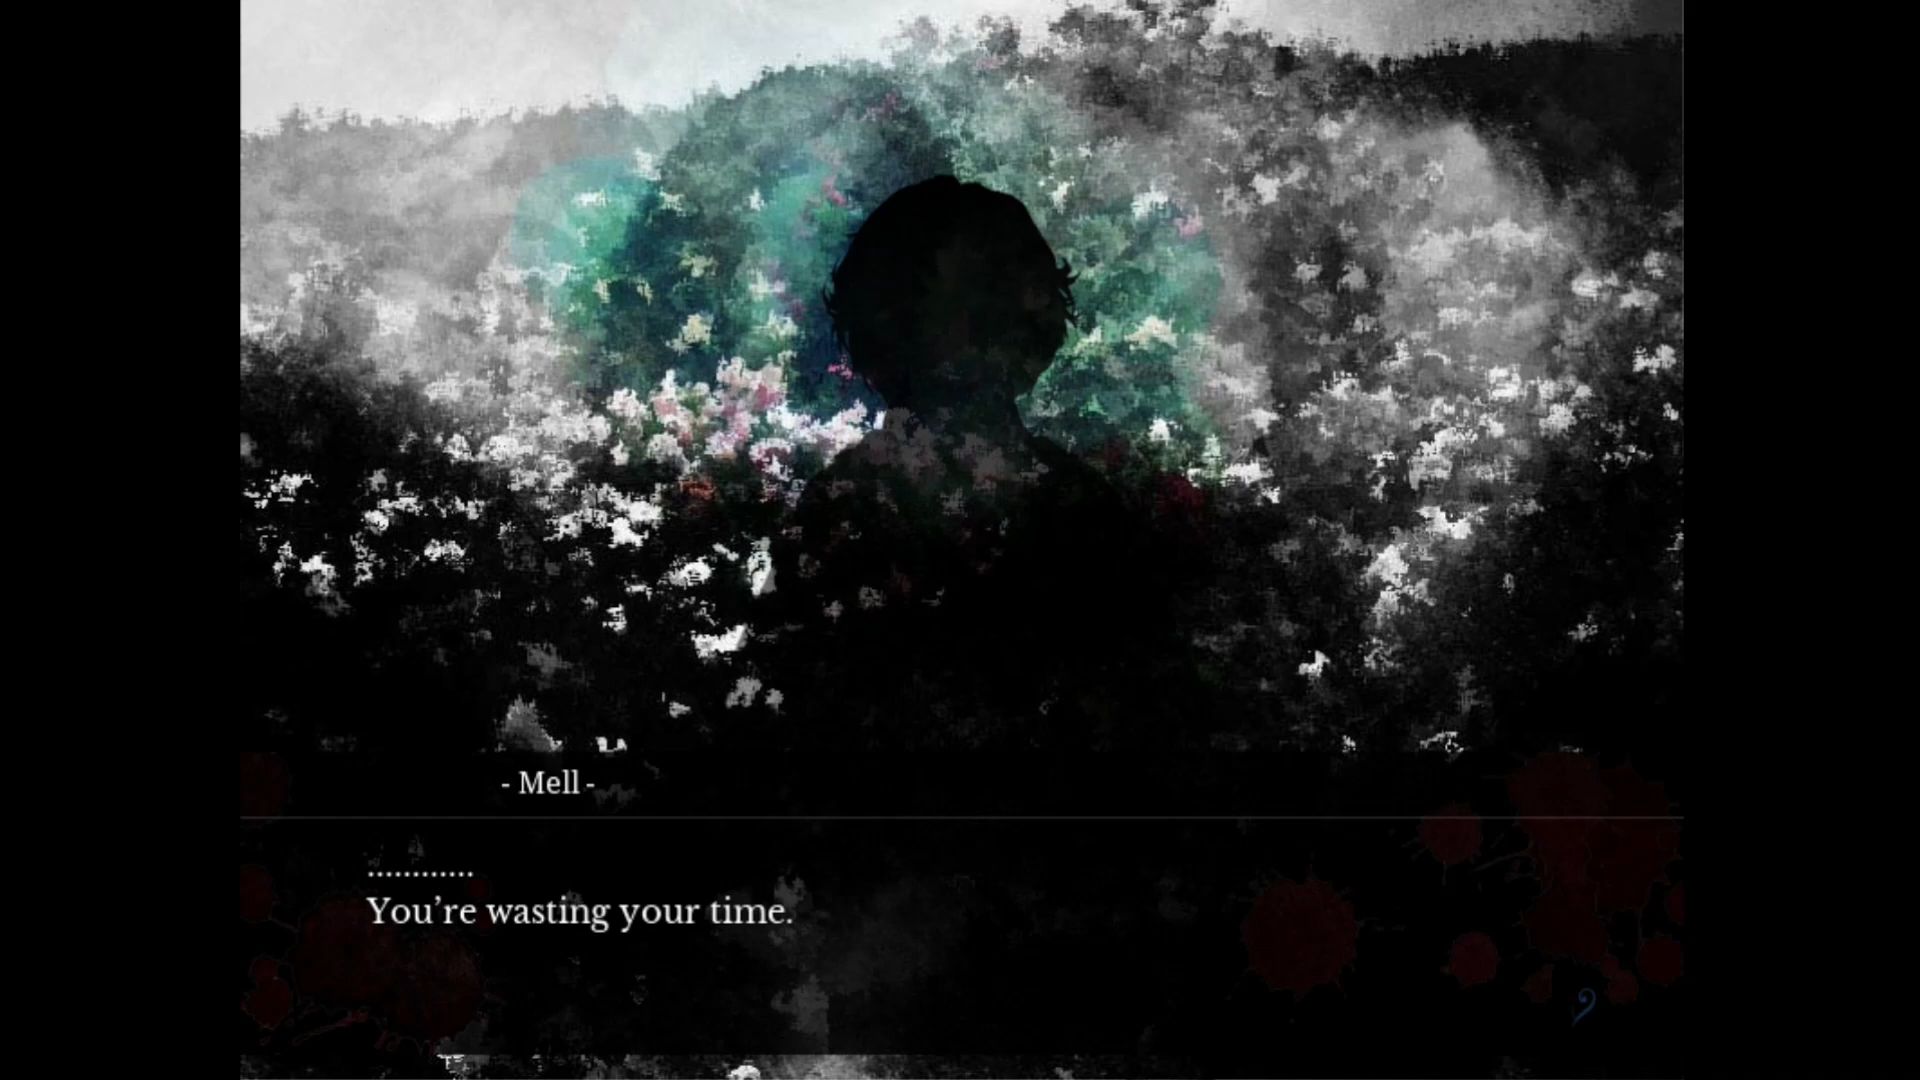 - Mell -
............
You’re wasting your time.